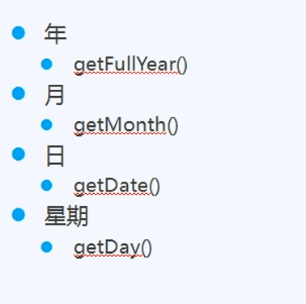 年
getFullYear()
月
getMonth()
日
getDate()
星期
getDay()